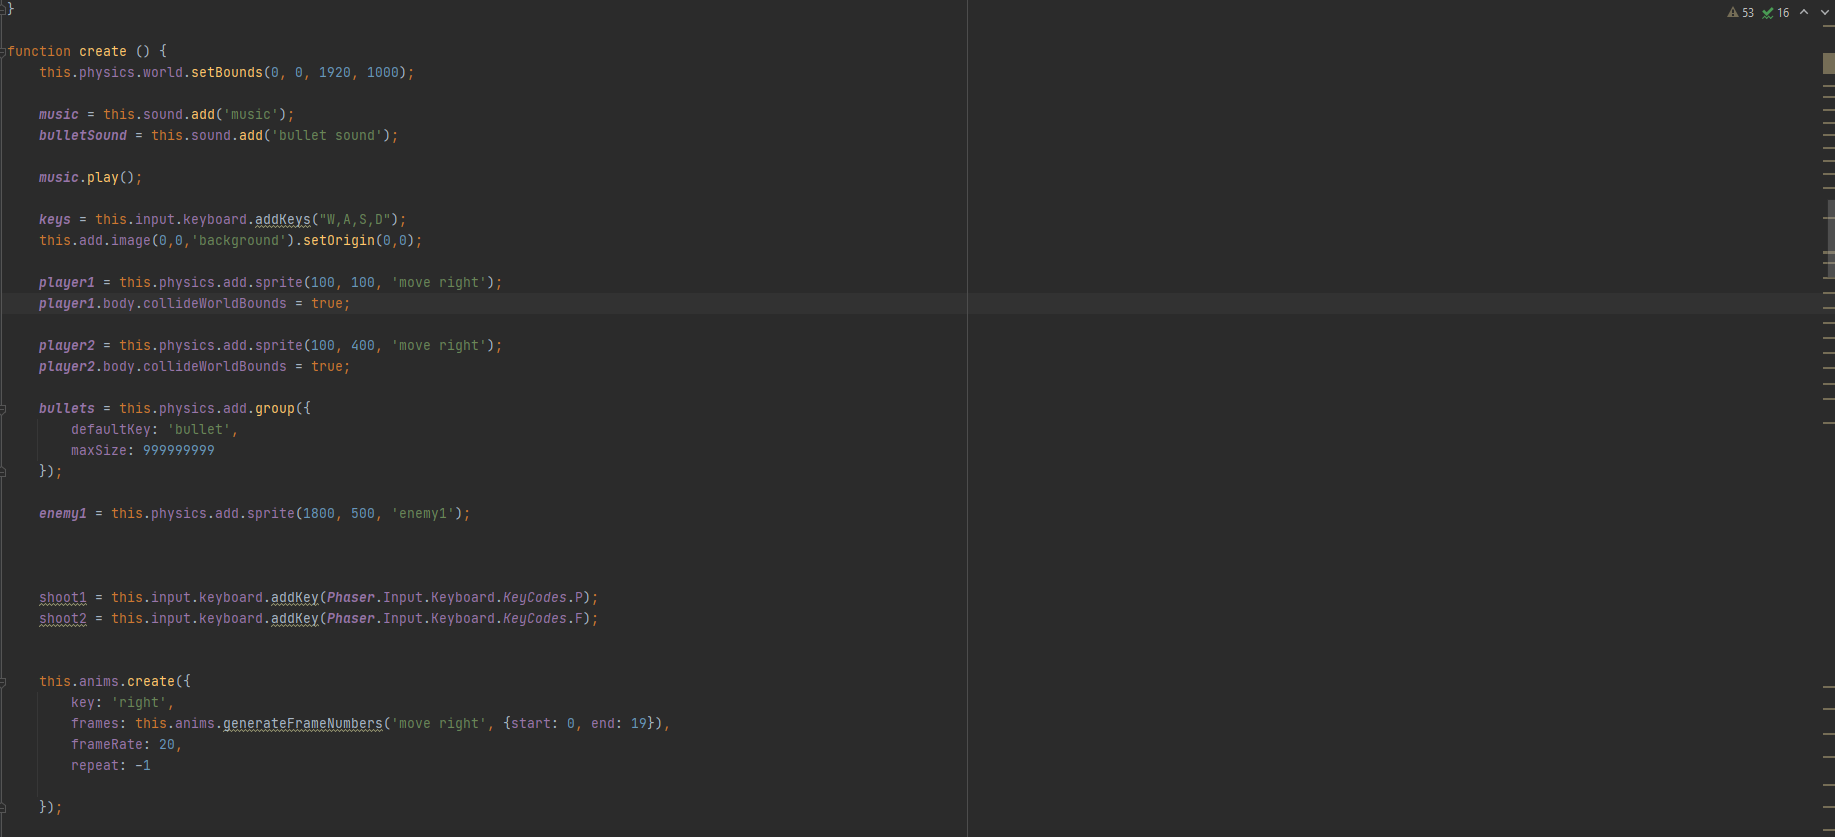 }
53 16
function create () {
    this.physics.world.setBounds(0, 0, 1920, 1000);
    music = this.sound.add('music');
    bulletSound = this.sound.add('bullet sound');
    music.play();
    keys = this.input.keyboard.addKeys("W,A,S,D");
    this.add.image(0,0,'background').setOrigin(0,0);
    player1 = this.physics.add.sprite(100, 100, 'move right');
    player1.body.collideWorldBounds = true;
    player2 = this.physics.add.sprite(100, 400, 'move right');
    player2.body.collideWorldBounds = true;
    bullets = this.physics.add.group({
        defaultKey: 'bullet',
        maxSize: 999999999
    });
    enemy1 = this.physics.add.sprite(1800, 500, 'enemy1');
    shoot1 = this.input.keyboard.addKey(Phaser.Input.Keyboard.KeyCodes.P);
    shoot2 = this.input.keyboard.addKey(Phaser.Input.Keyboard.KeyCodes.F);
    this.anims.create({
        key: 'right',
        frames: this.anims.generateFrameNumbers('move right', {start: 0, end: 19}),
        frameRate: 20,
        repeat: -1
    });